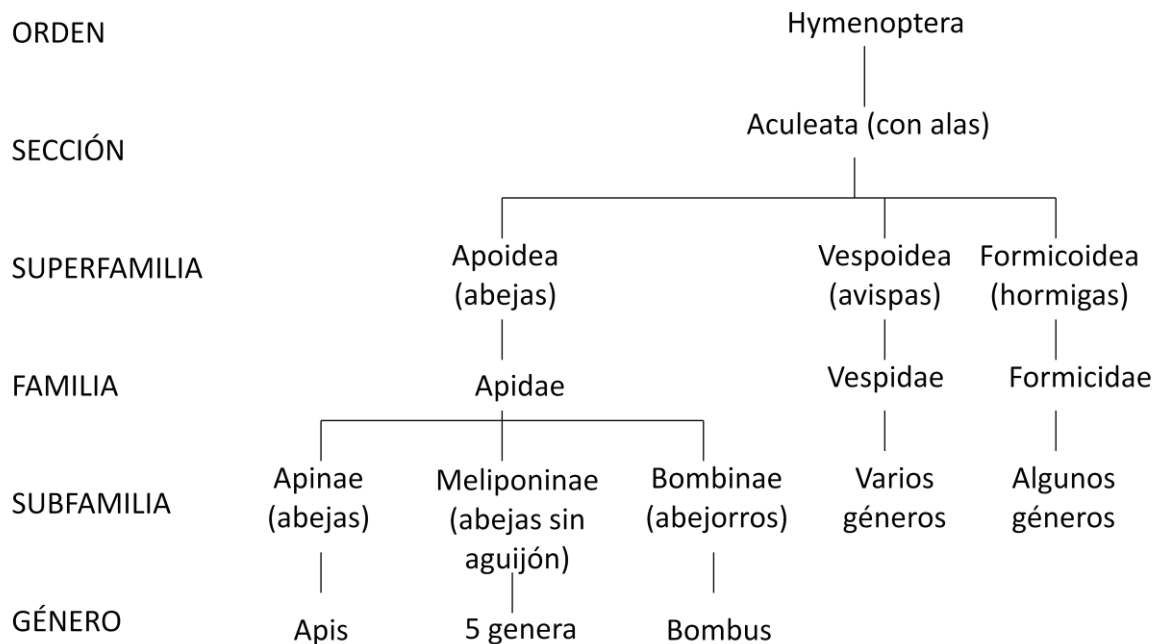 ORDEN
Hymenoptera
SECCIÓN
Aculeata (con alas)
SUPERFAMILIA
Apoidea
(abejas)
Vespoidea
(avispas)
Formicoidea
(hormigas)
FAMILIA
Apidae
Vespidae
Formicidae
SUBFAMILIA
Apinae
(abejas)
Meliponinae
(abejas sin
aguijón)
Bombinae
(abejorros)
Varios
géneros
Algunos
géneros
GÉNERO
Apis
5 genera
Bombus